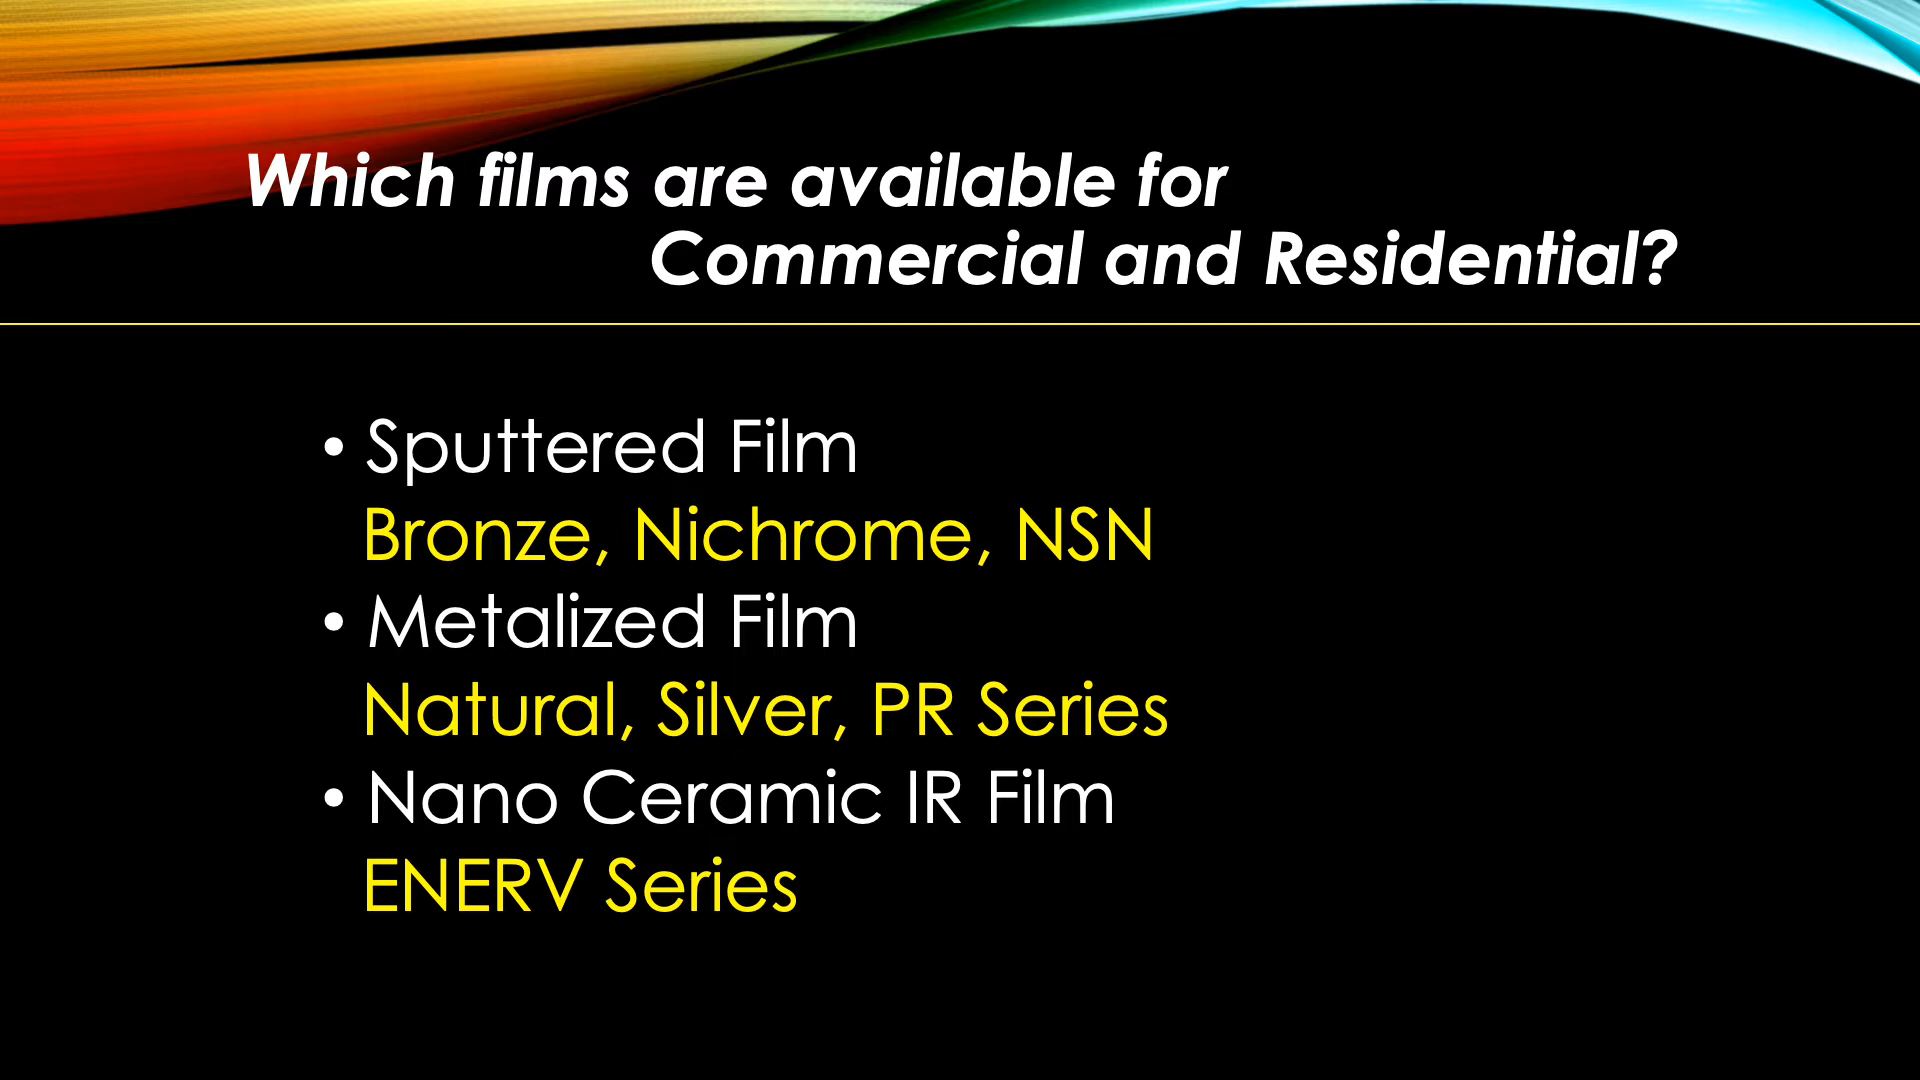 Which films are available for
Commercial and Residential?
• Sputtered Film
Bronze, Nichrome, NSN
• Metalized Film
Natural, Silver, PR Series
• Nano Ceramic IR Film
ENERV Series